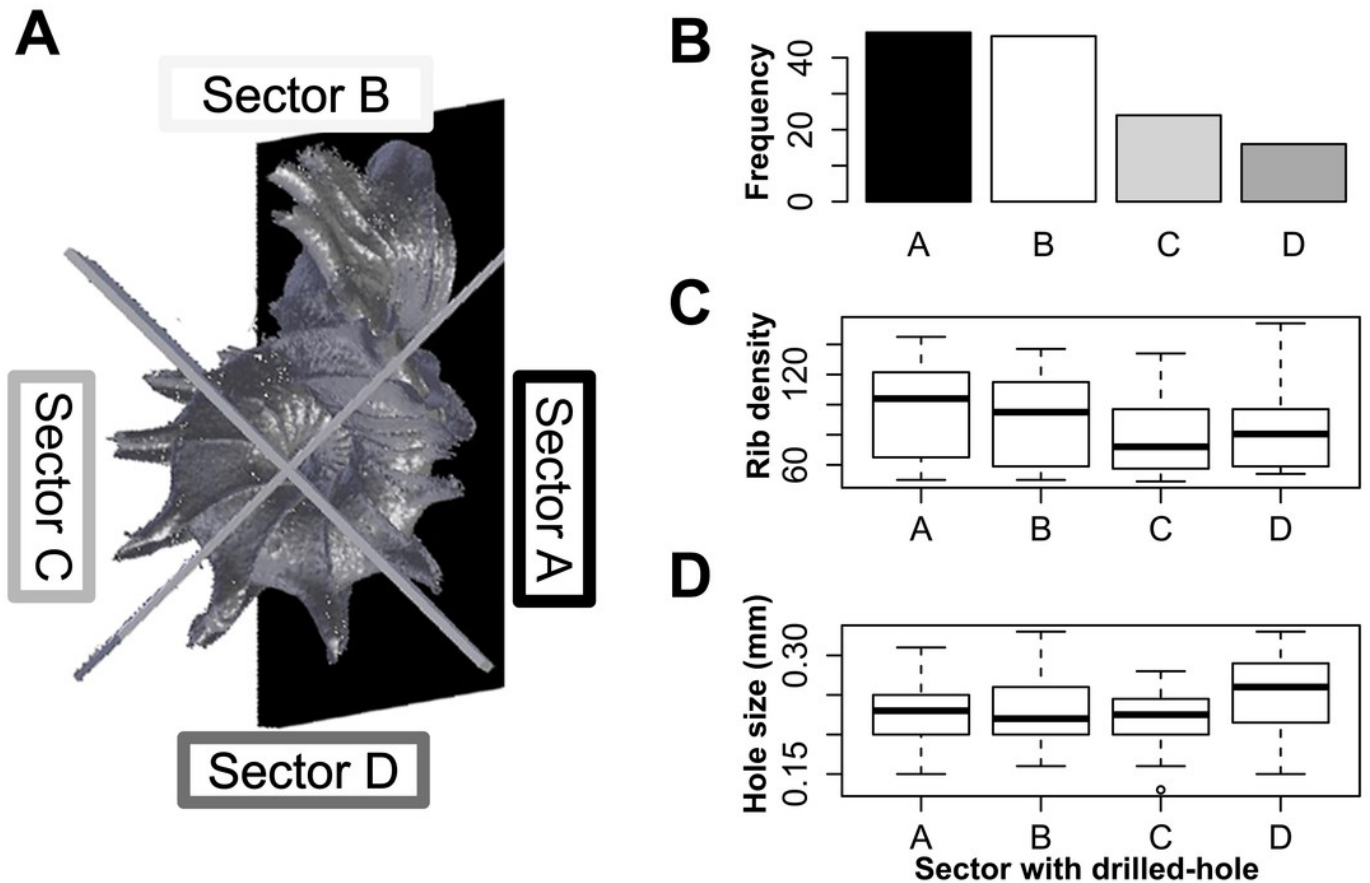 A
Sector B
Sector C
Sector A
Sector D
B
Frequency
40
20
0
A B C D
C
Rib density
120
60
A B C D
D
Hole size (mm)
0.30
0.15
A B C D
Sector with drilled-hole